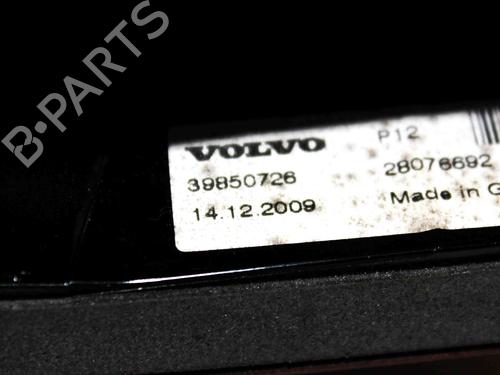 B-PARTS
VOLVO P12
39850726 28076692
14.12.2009 Made in G